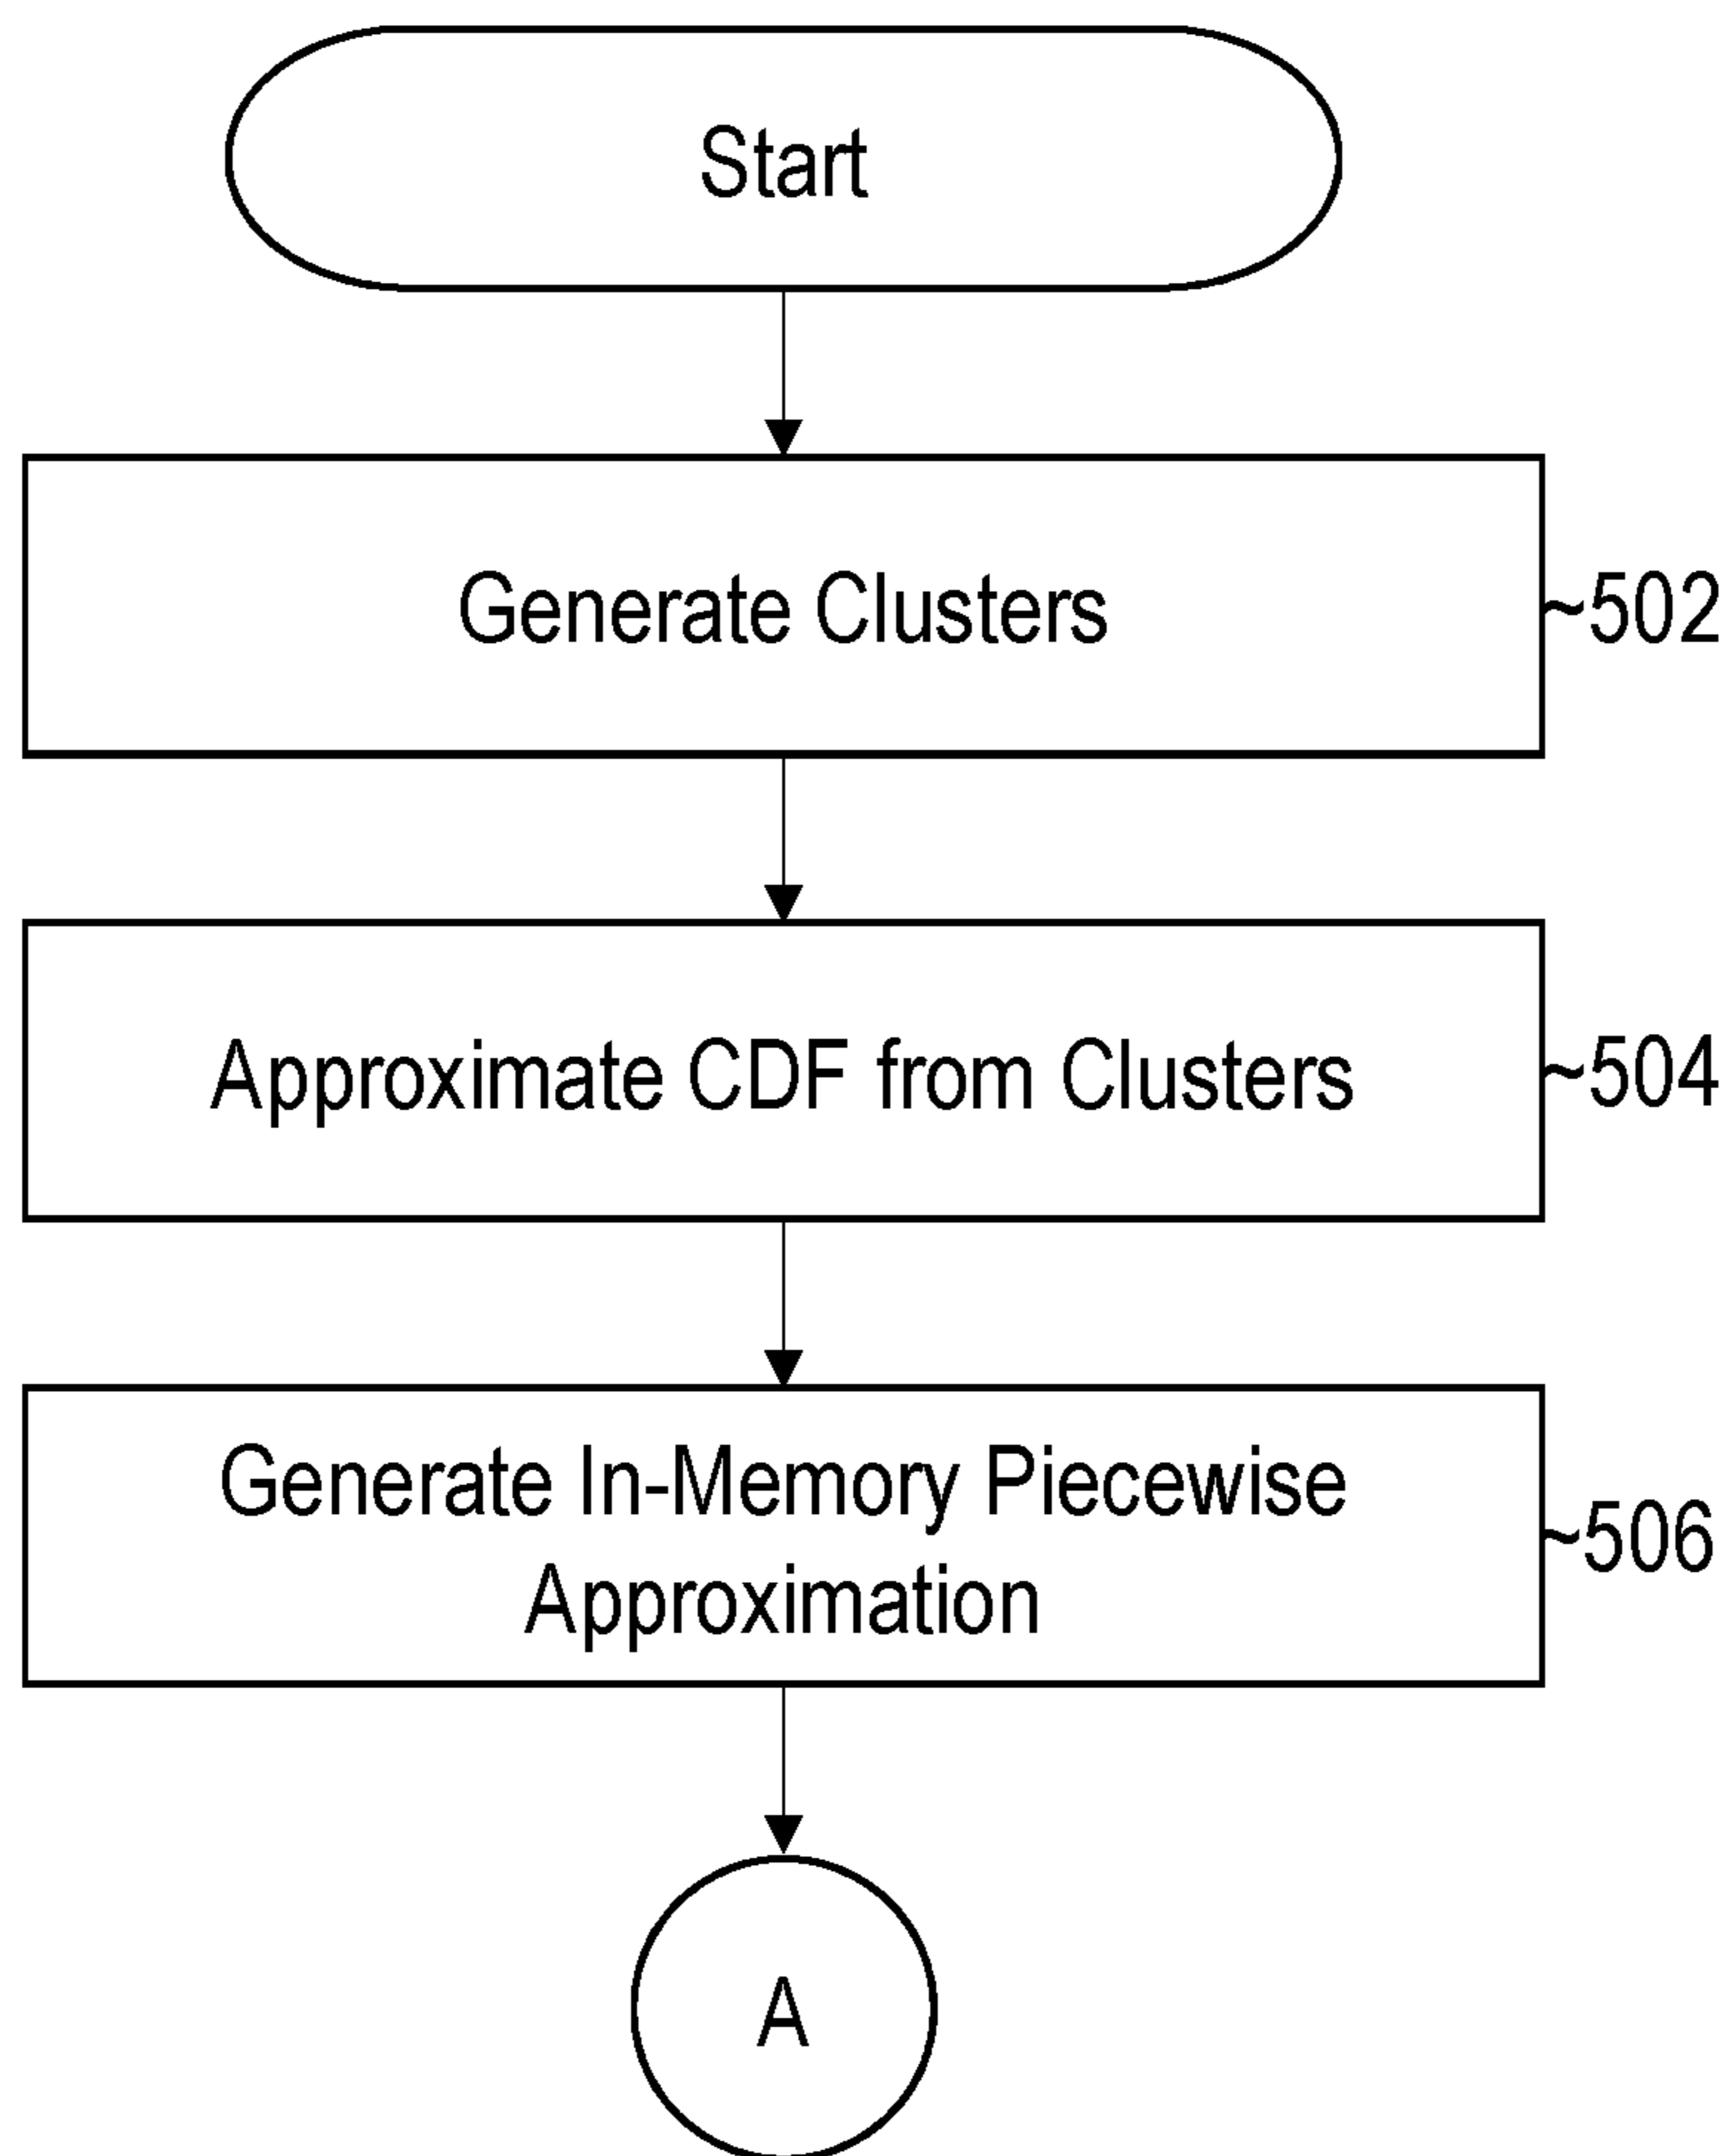 Start
Generate Clusters
~502
Approximate CDF from Clusters
~504
Generate In-Memory Piecewise
Approximation
~506
A